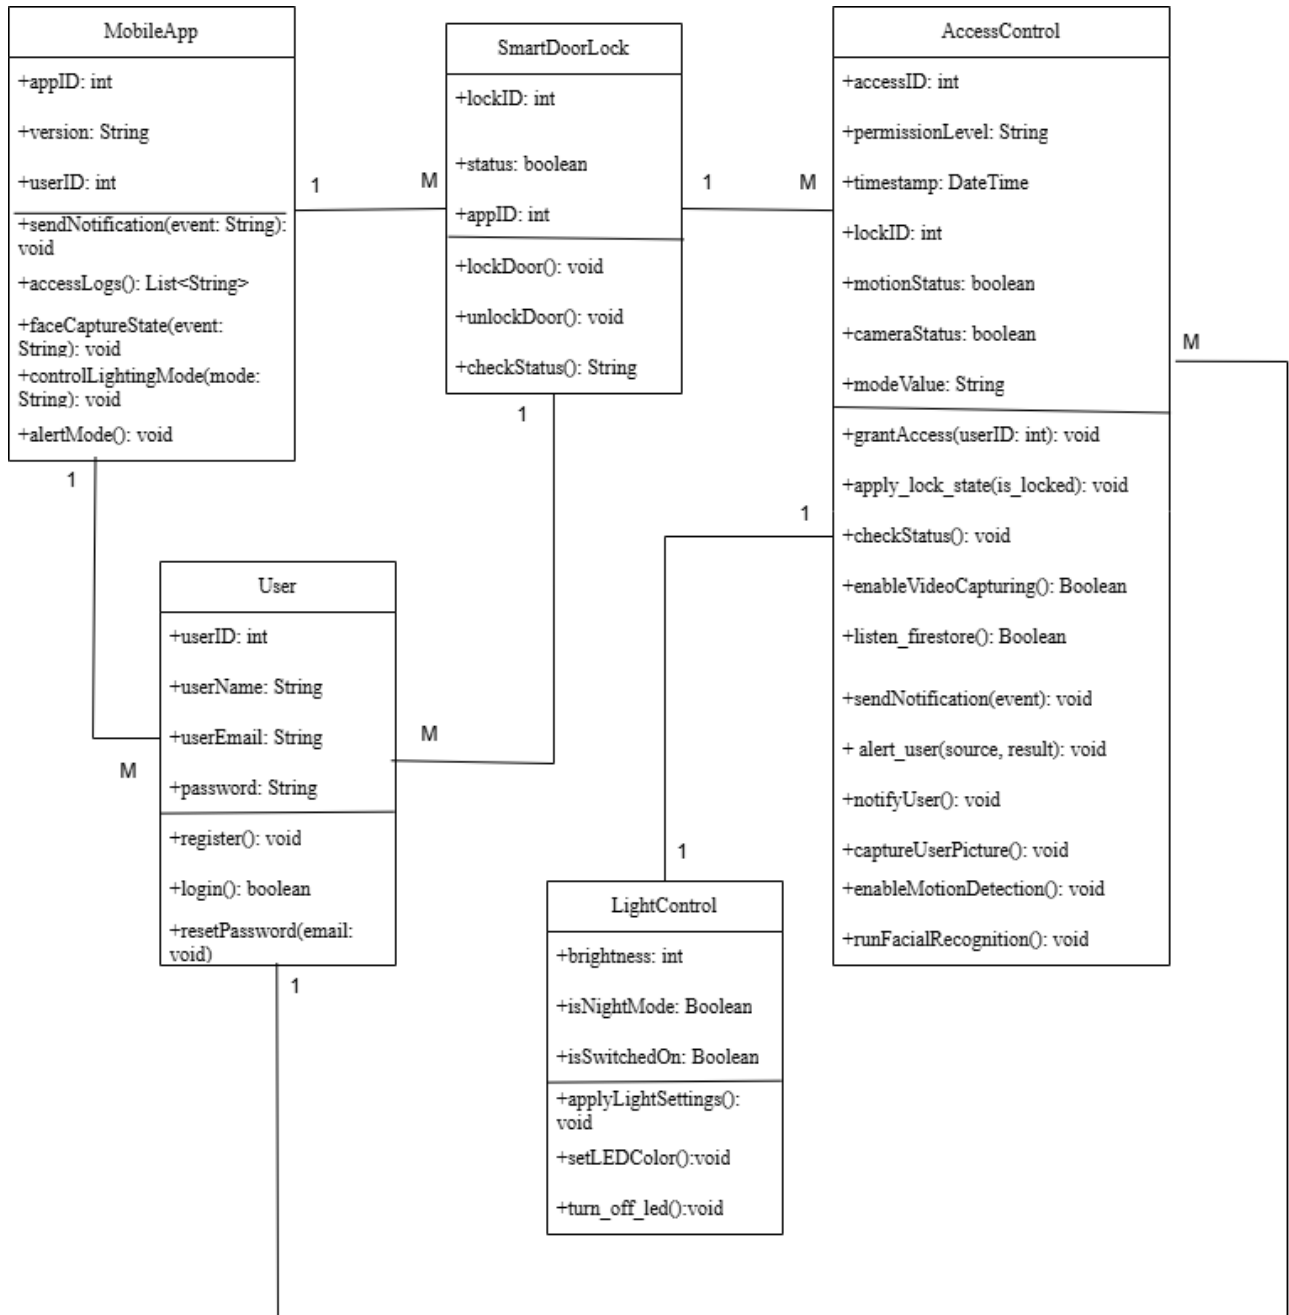 MobileApp
+appID: int
+version: String
+userID: int
+sendNotification(event: String):
void
+accessLogs(): List<String>
+faceCaptureState(event:
String): void
+controlLightingMode(mode:
String): void
+alertMode(): void
1
M
SmartDoorLock
+lockID: int
+status: boolean
+appID: int
+lockDoor(): void
+unlockDoor(): void
+checkStatus(): String
1
M
AccessControl
+accessID: int
+permissionLevel: String
+timestamp: DateTime
+lockID: int
+motionStatus: boolean
+cameraStatus: boolean
+modeValue: String
+grantAccess(userID: int): void
+apply_lock_state(is_locked): void
+checkStatus(): void
+enableVideoCapturing(): Boolean
+listen_firestore(): Boolean
+sendNotification(event): void
+ alert_user(source, result): void
+notifyUser(): void
+captureUserPicture(): void
+enableMotionDetection(): void
+runFacialRecognition(): void
M
1
1
1
User
+userID: int
+userName: String
+userEmail: String
+password: String
+register(): void
+login(): boolean
+resetPassword(email:
void)
M
M
1
1
LightControl
+brightness: int
+isNightMode: Boolean
+isSwitchedOn: Boolean
+applyLightSettings():
void
+setLEDColor():void
+turn_off_led():void